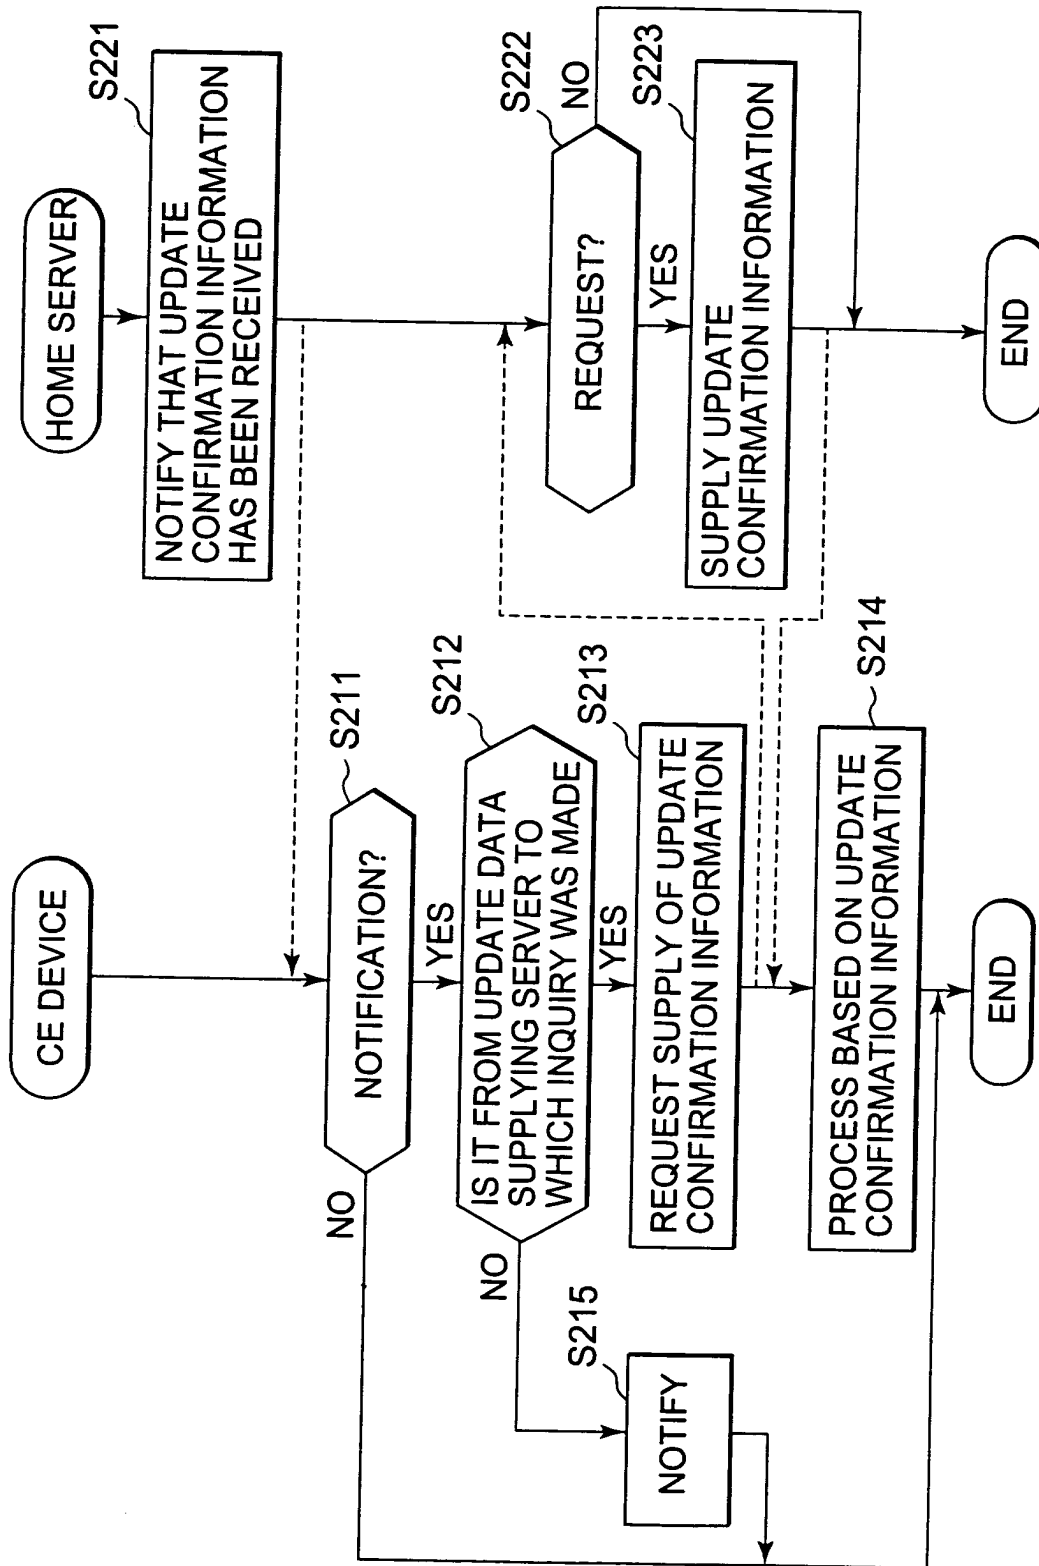 CE DEVICE
NOTIFICATION?
S211
YES
NO
IS IT FROM UPDATE DATA
SUPPLYING SERVER TO
WHICH INQUIRY WAS MADE
S212
YES
NO
REQUEST SUPPLY OF UPDATE
CONFIRMATION INFORMATION
S213
NOTIFY
S215
PROCESS BASED ON UPDATE
CONFIRMATION INFORMATION
S214
END
HOME SERVER
NOTIFY THAT UPDATE
CONFIRMATION INFORMATION
HAS BEEN RECEIVED
S221
REQUEST?
S222
NO
YES
SUPPLY UPDATE
CONFIRMATION INFORMATION
S223
END